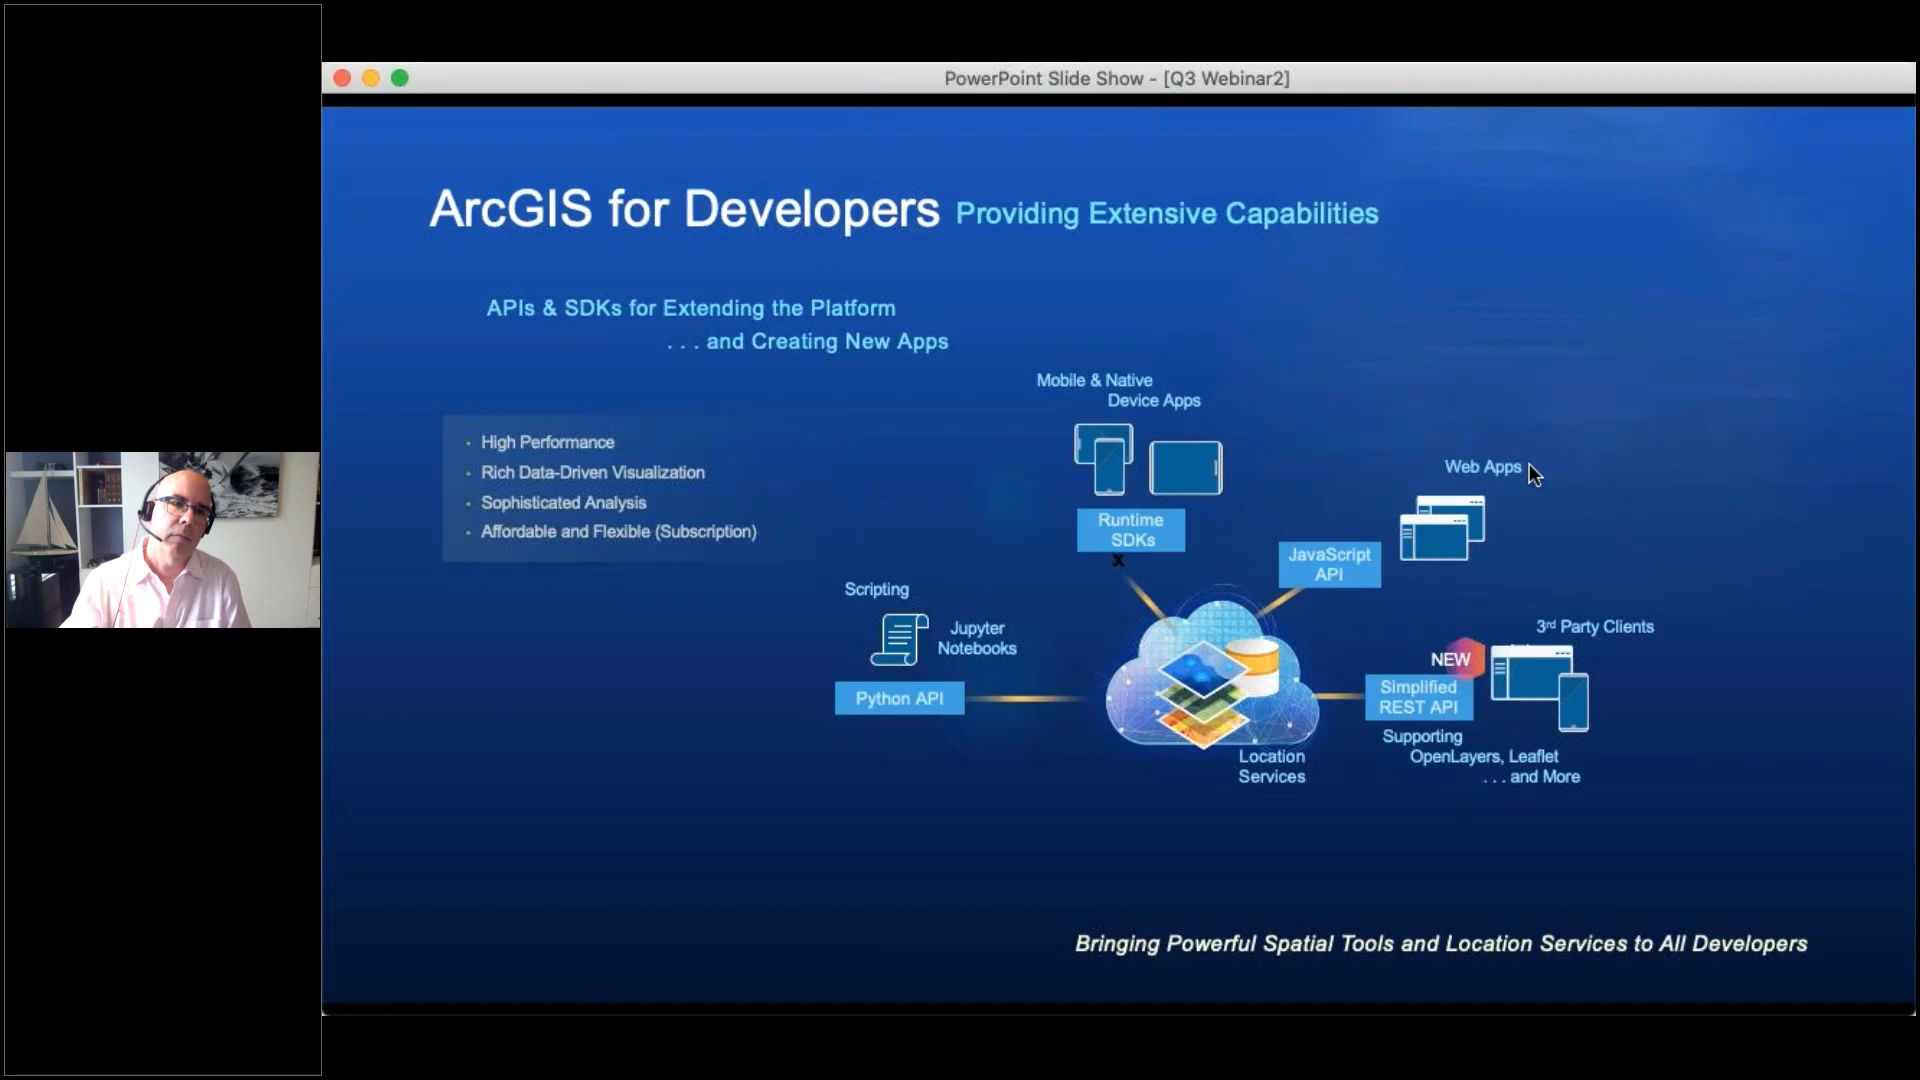 PowerPoint Slide Show - [Q3 Webinar2]
ArcGIS for Developers Providing Extensive Capabilities
APIs & SDKs for Extending the Platform
. . . and Creating New Apps
· High Performance
· Rich Data-Driven Visualization
· Sophisticated Analysis
· Affordable and Flexible (Subscription)
Mobile & Native
Device Apps
Runtime
SDKs
Web Apps
JavaScript
API
Scripting
Jupyter
Notebooks
Python API
3rd Party Clients
NEW
Simplified
REST API
Supporting
OpenLayers, Leaflet
. . . and More
Location
Services
Bringing Powerful Spatial Tools and Location Services to All Developers